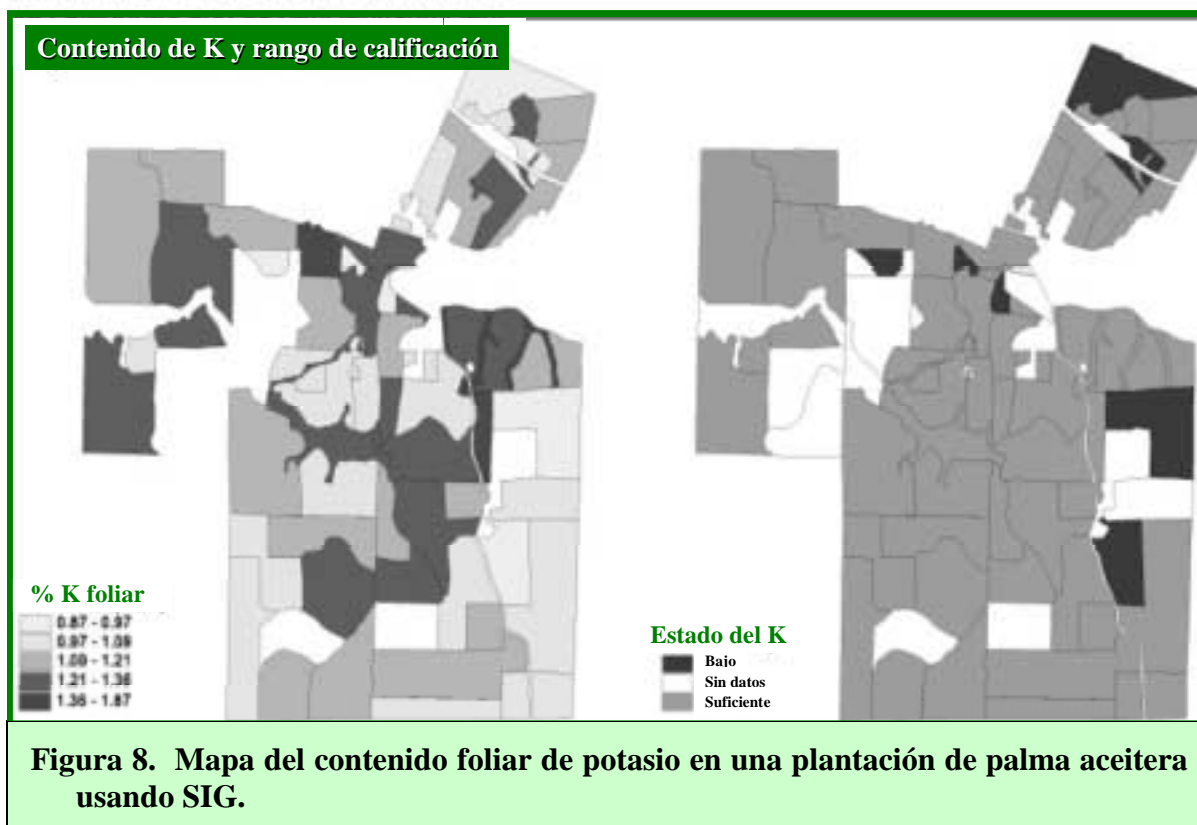 Contenido de K y rango de calificación
% K foliar
0.87 - 0.97
0.97 - 1.09
1.09 - 1.21
1.21 - 1.36
1.36 - 1.87
Estado del K
Bajo
Sin datos
Suficiente
Figura 8. Mapa del contenido foliar de potasio en una plantación de palma aceitera
usando SIG.